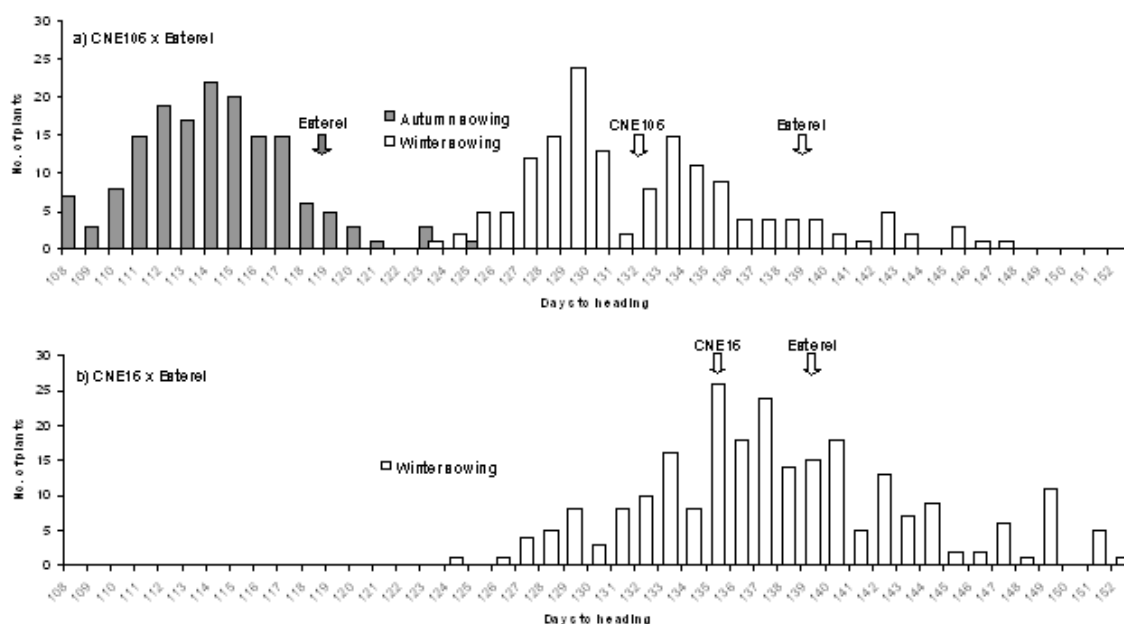 a) CNE106 x Esterel
No. of plants
30
25
20
15
10
5
0
Esterel
Autumn sowing
Winter sowing
CNE106
Esterel
108 109 110 111 112 113 114 115 116 117 118 119 120 121 122 123 124 125 126 127 128 129 130 131 132 133 134 135 136 137 138 139 140 141 142 143 144 145 146 147 148 149 150 151 152
Days to heading
b) CNE16 x Esterel
No. of plants
30
25
20
15
10
5
0
CNE16
Esterel
Winter sowing
108 109 110 111 112 113 114 115 116 117 118 119 120 121 122 123 124 125 126 127 128 129 130 131 132 133 134 135 136 137 138 139 140 141 142 143 144 145 146 147 148 149 150 151 152
Days to heading